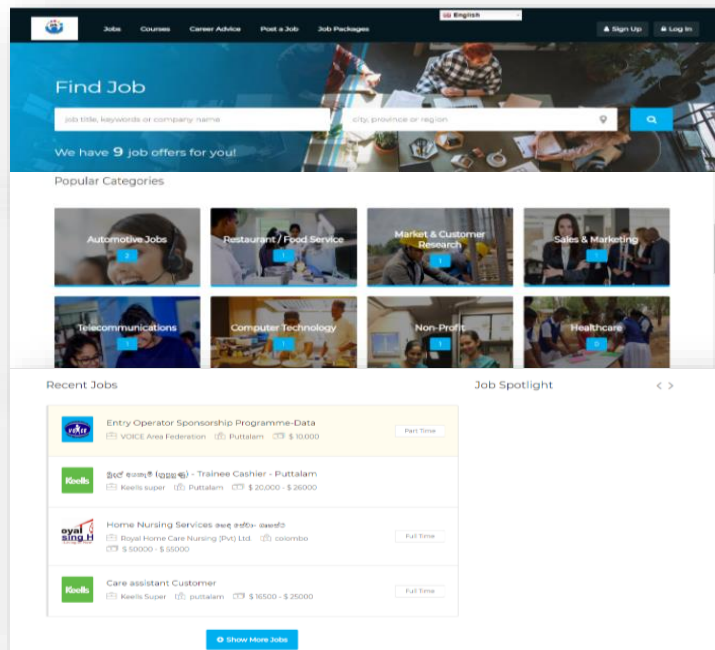 English
Jobs Courses Career Advice Post a Job Job Packages Sign Up Log In
Find Job
job title, keywords or company name city, province or region
We have 9 job offers for you!
Popular Categories
Automotive Jobs
2
Restaurant / Food Service
1
Market & Customer Research
1
Sales & Marketing
1
Telecommunications
1
Computer Technology
1
Non-Profit
1
Healthcare
0
Recent Jobs
Job Spotlight
Entry Operator Sponsorship Programme-Data
VOICE Area Federation Puttalam $ 10,000
Part Time
Keells
- Trainee Cashier - Puttalam
Keells super Puttalam $ 20,000 - $ 26000
oyal
sing H
Home Nursing Services
Royal Home Care Nursing (Pvt) Ltd. colombo
$ 50000 - $ 55000
Full Time
Keells
Care assistant Customer
Keells Super puttalam $ 16500 - $ 25000
Full Time
Show More Jobs